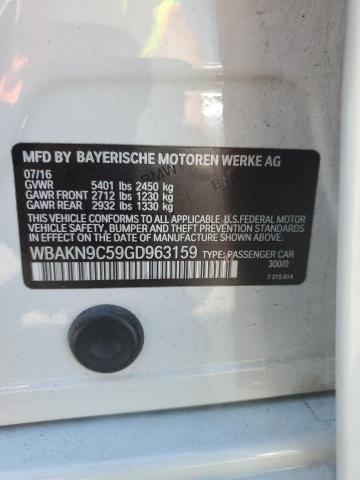 MFD BY BAYERISCHE MOTOREN WERKE AG
07/16
GVWR 5401 lbs 2450 kg
GAWR FRONT 2712 lbs 1230 kg
GAWR REAR 2932 lbs 1330 kg
THIS VEHICLE CONFORMS TO ALL APPLICABLE U.S.FEDERAL MOTOR
VEHICLE SAFETY, BUMPER, AND THEFT PREVENTION STANDARDS
IN EFFECT ON THE DATE OF MANUFACTURE SHOWN ABOVE.
WBAKN9C59GD963159 TYPE: PASSENGER CAR
300/0
7 315 814